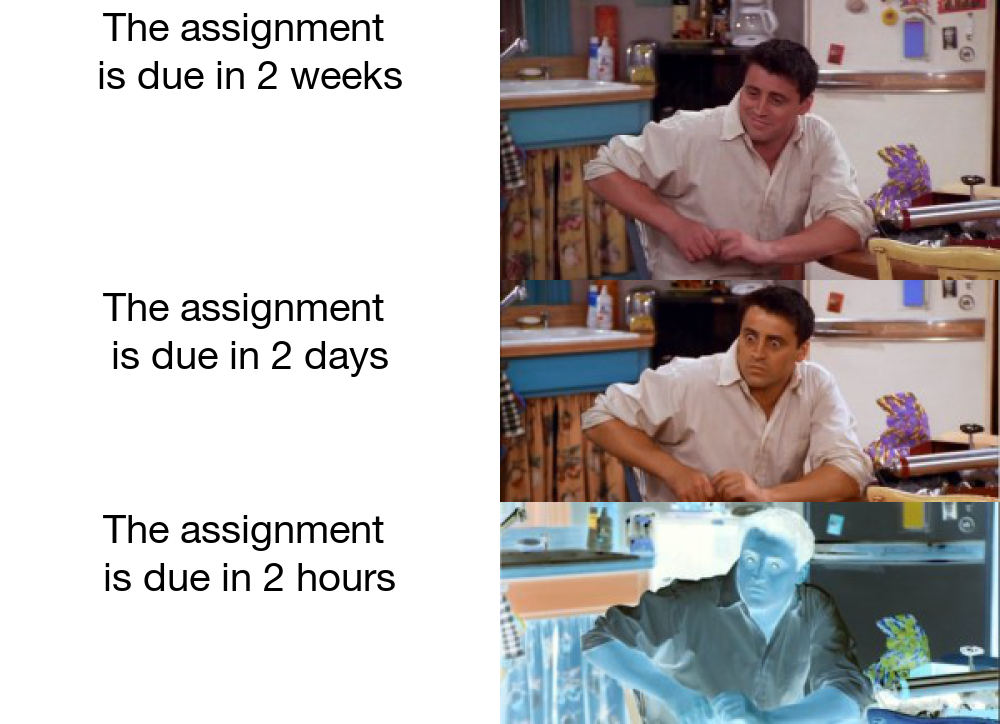 The assignment
is due in 2 weeks
The assignment
is due in 2 days
The assignment
is due in 2 hours